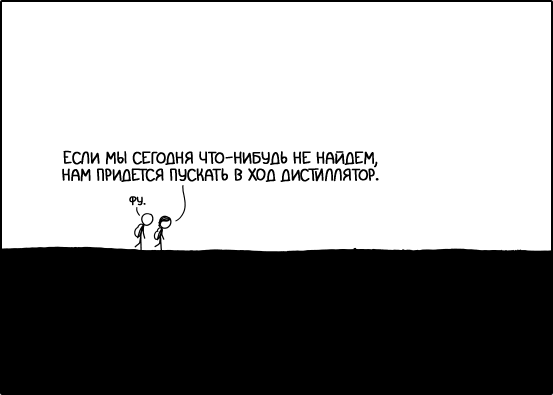 ЕСЛИ МЫ СЕГОДНЯ ЧТО-НИБУДЬ НЕ НАЙДЕМ,
НАМ ПРИДЕТСЯ ПУСКАТЬ В ХОД ДИСТИЛЛЯТОР.
ФУ.